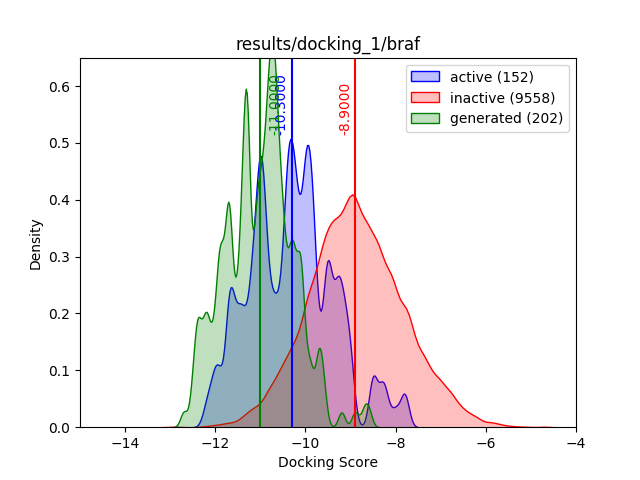 results/docking_1/braf
active (152)
inactive (9558)
generated (202)
-11.0000
-10.3000
-8.9000
Density
0.6
0.5
0.4
0.3
0.2
0.1
0.0
−14
−12
−10
−8
−6
−4
Docking Score